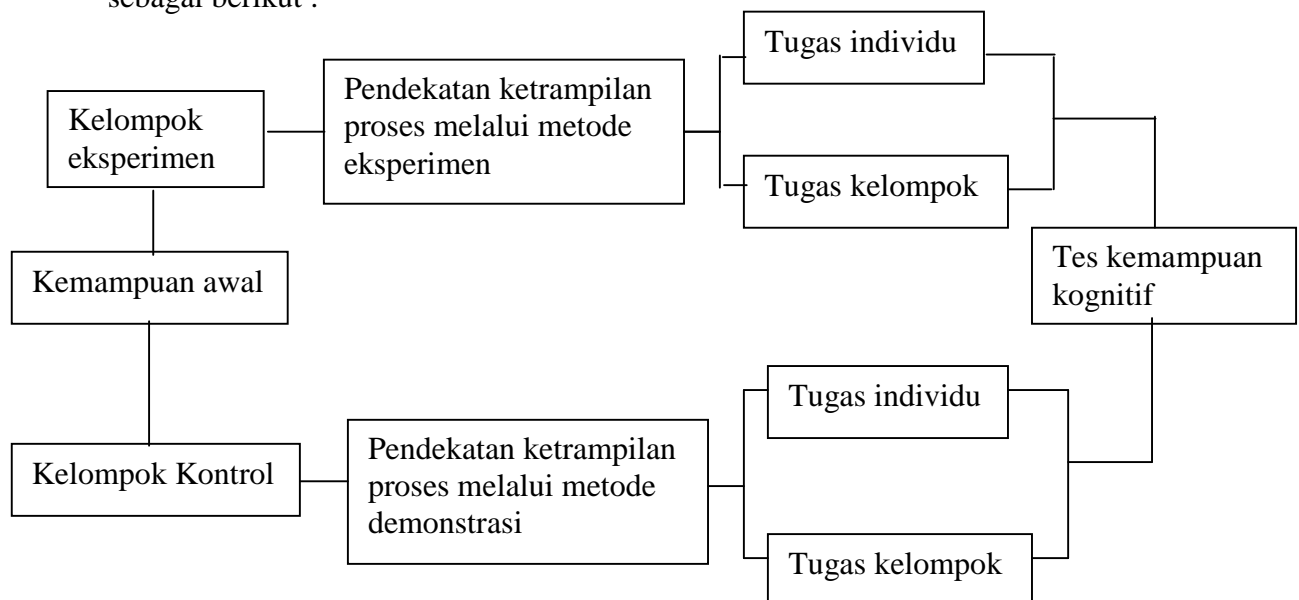 sebagai berikut :
Tugas individu
Pendekatan ketrampilan
proses melalui metode
eksperimen
Kelompok
eksperimen
Tugas kelompok
Kemampuan awal
Tes kemampuan
kognitif
Tugas individu
Kelompok Kontrol
Pendekatan ketrampilan
proses melalui metode
demonstrasi
Tugas kelompok